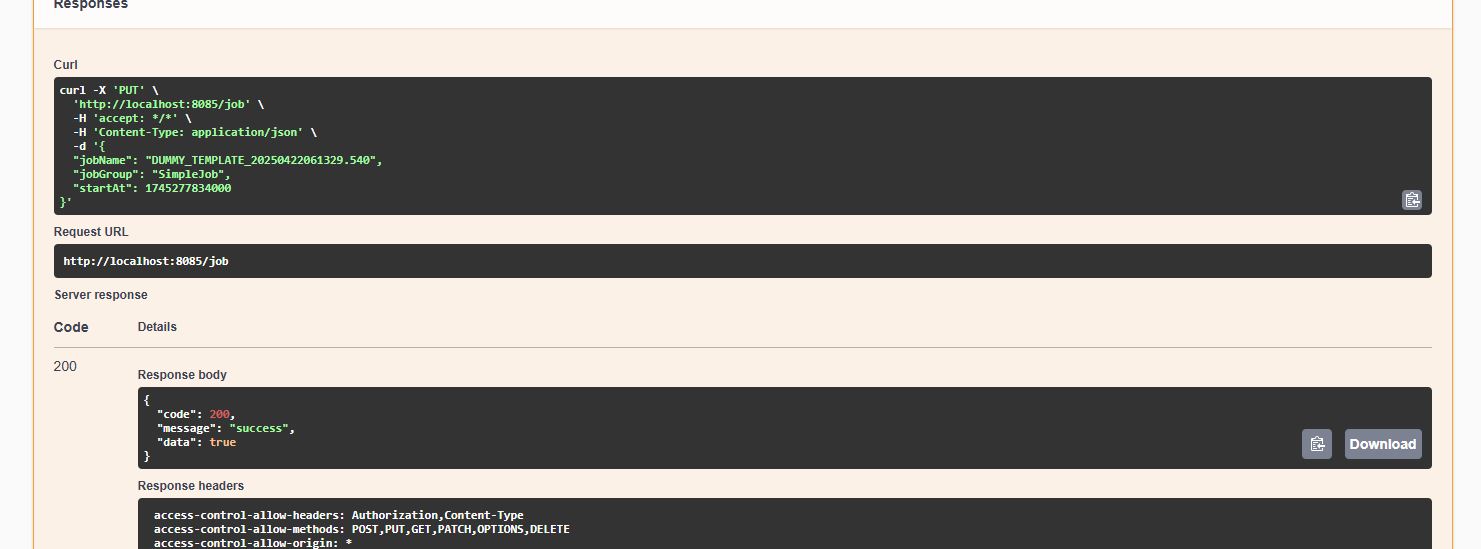 Responses
Curl
curl -X 'PUT' \
  'http://localhost:8085/job' \
  -H 'accept: */*' \
  -H 'Content-Type: application/json' \
  -d '{
  "jobName": "DUMMY_TEMPLATE_20250422061329.540",
  "jobGroup": "SimpleJob",
  "startAt": 1745277834000
}'
Request URL
http://localhost:8085/job
Server response
Code Details
200
Response body
{
  "code": 200,
  "message": "success",
  "data": true
}
Download
Response headers
access-control-allow-headers: Authorization,Content-Type
access-control-allow-methods: POST,PUT,GET,PATCH,OPTIONS,DELETE
access-control-allow-origin: *